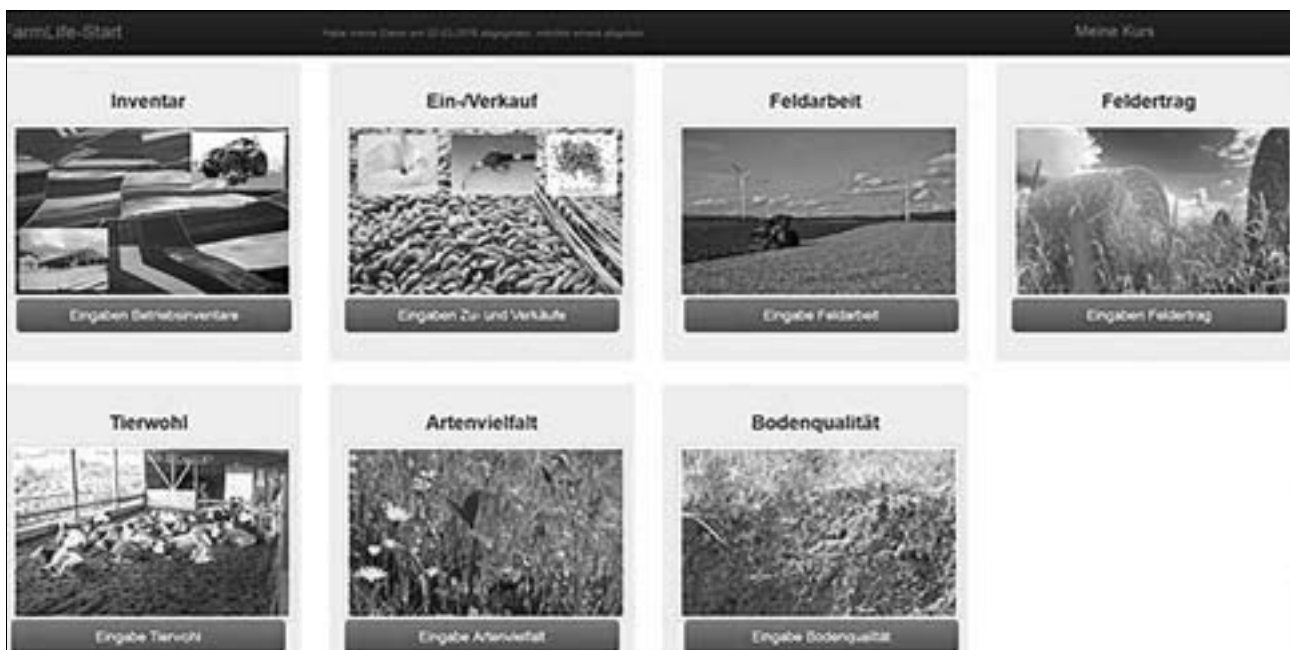 FarmLife-Start
Meine Kurs
Inventar
Ein-/Verkauf
Feldarbeit
Feldertrag
Eingaben Betriebsinventare
Eingaben Zu- und Verkäufe
Eingabe Feldarbeit
Eingaben Feldertrag
Tierwohl
Artenvielfalt
Bodenqualität
Eingabe Tierwohl
Eingabe Artenvielfalt
Eingabe Bodenqualität